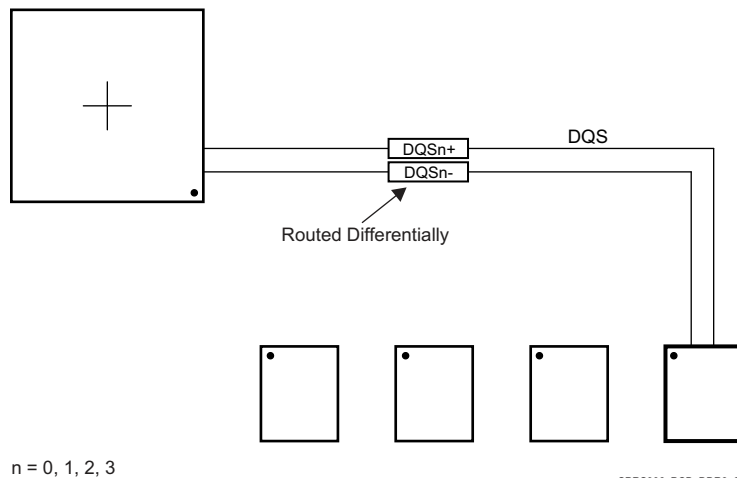 DQS
DQSn+
DQSn-
Routed Differentially
n = 0, 1, 2, 3